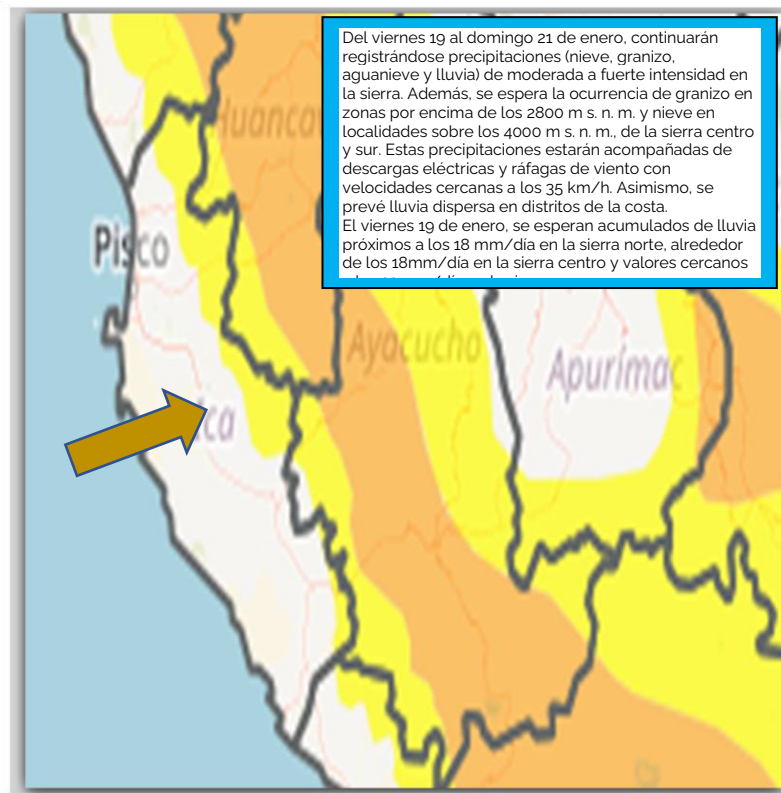 Del viernes 19 al domingo 21 de enero, continuarán
registrándose precipitaciones (nieve, granizo,
aguanieve y lluvia) de moderada a fuerte intensidad en
la sierra. Además, se espera la ocurrencia de granizo en
zonas por encima de los 2800 m s. n. m. y nieve en
localidades sobre los 4000 m s. n. m., de la sierra centro
y sur. Estas precipitaciones estarán acompañadas de
descargas eléctricas y ráfagas de viento con
velocidades cercanas a los 35 km/h. Asimismo, se
prevé lluvia dispersa en distritos de la costa.
El viernes 19 de enero, se esperan acumulados de lluvia
próximos a los 18 mm/día en la sierra norte, alrededor
de los 18mm/día en la sierra centro y valores cercanos
Huancav
Pisco
Ayacucho
Apurímac
Ica